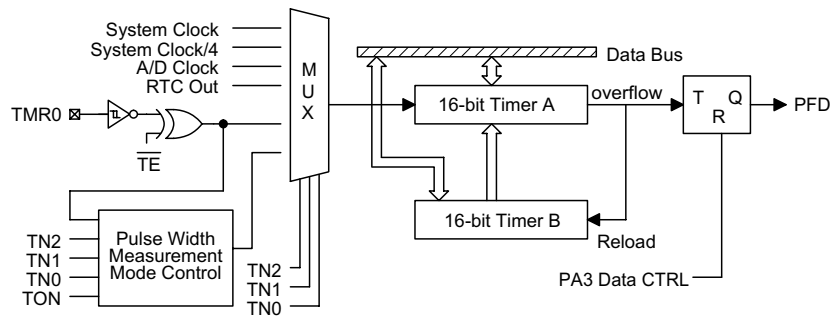 System Clock
System Clock/4
A/D Clock
RTC Out
TMR0
TE
M
U
X
Data Bus
16-bit Timer A
overflow
T Q
R
PFD
16-bit Timer B
Reload
PA3 Data CTRL
TN2
TN1
TN0
TON
Pulse Width
Measurement
Mode Control
TN2
TN1
TN0